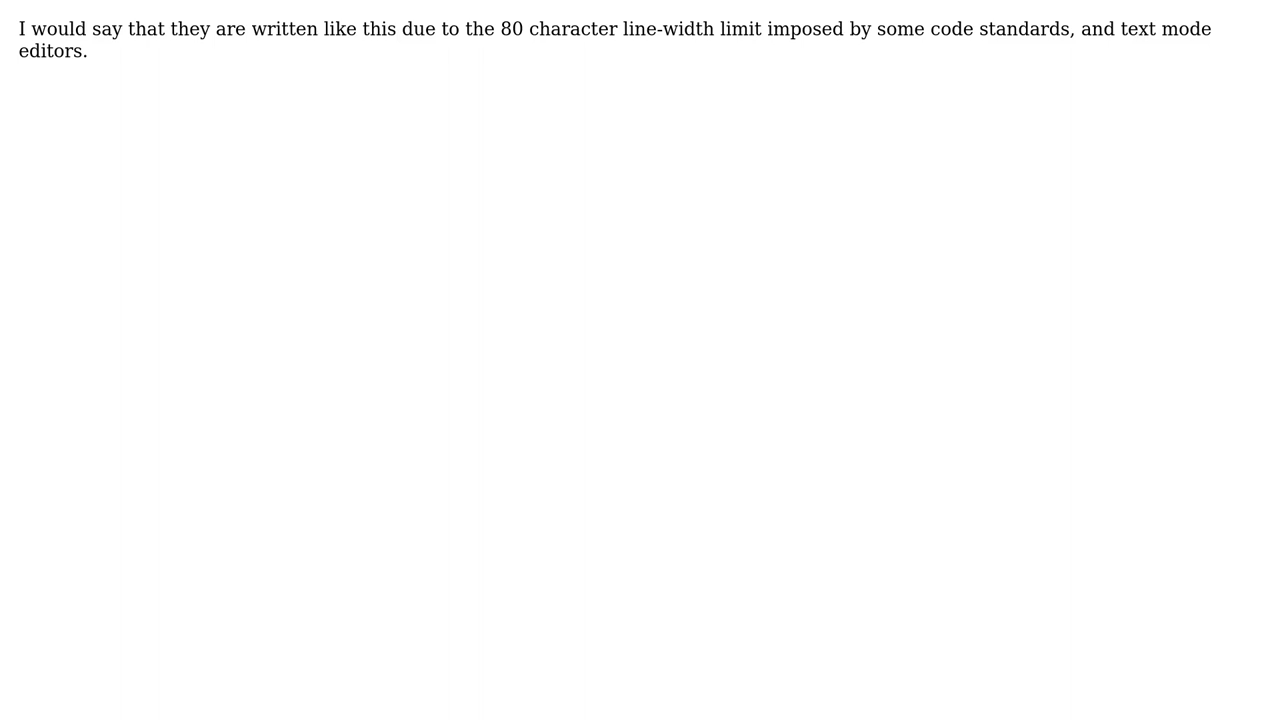 I would say that they are written like this due to the 80 character line-width limit imposed by some code standards, and text mode
editors.